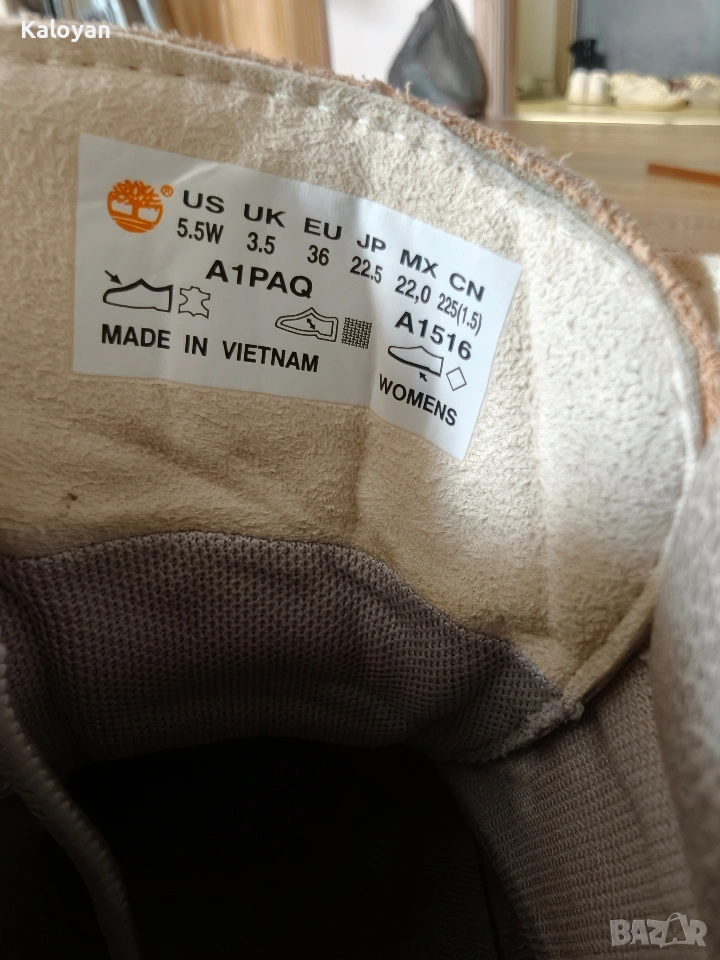 Kaloyan
® US UK EU JP MX CN
5.5W 3.5 36 22.5 22,0 225(1.5)
A1PAQ A1516
MADE IN VIETNAM WOMENS
BAZAR